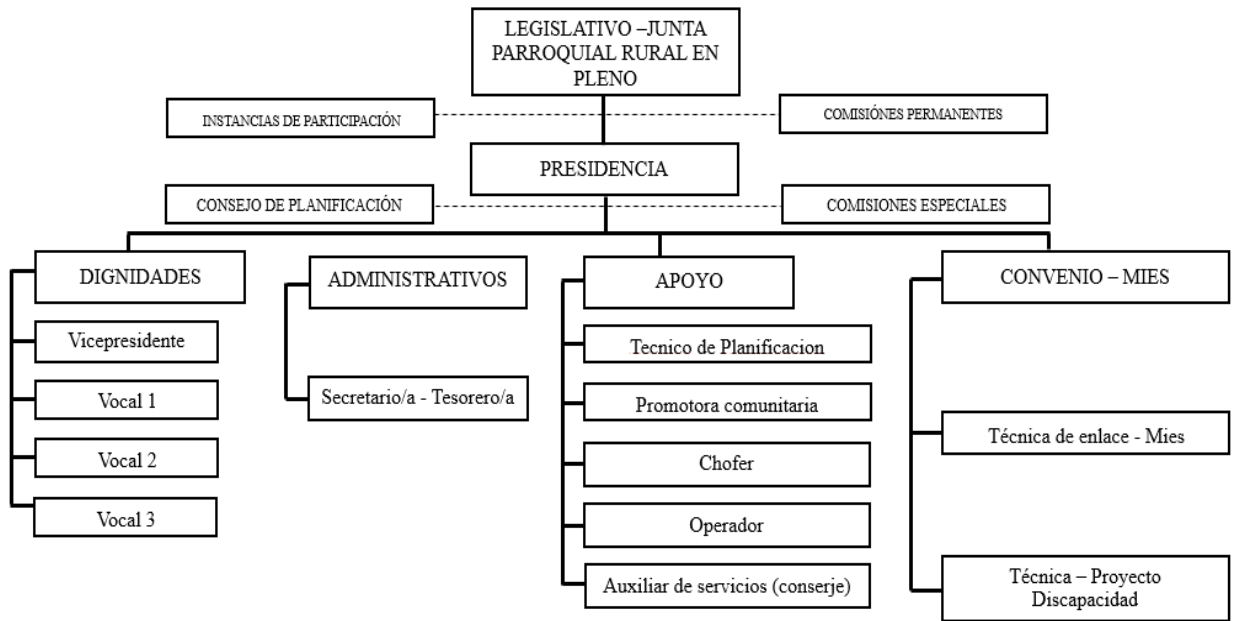 LEGISLATIVO –JUNTA
PARROQUIAL RURAL EN
PLENO
INSTANCIAS DE PARTICIPACIÓN
COMISIÓNES PERMANENTES
PRESIDENCIA
CONSEJO DE PLANIFICACIÓN
COMISIONES ESPECIALES
DIGNIDADES
Vicepresidente
Vocal 1
Vocal 2
Vocal 3
ADMINISTRATIVOS
Secretario/a - Tesorero/a
APOYO
Tecnico de Planificacion
Promotora comunitaria
Chofer
Operador
Auxiliar de servicios (conserje)
CONVENIO – MIES
Técnica de enlace - Mies
Técnica – Proyecto
Discapacidad